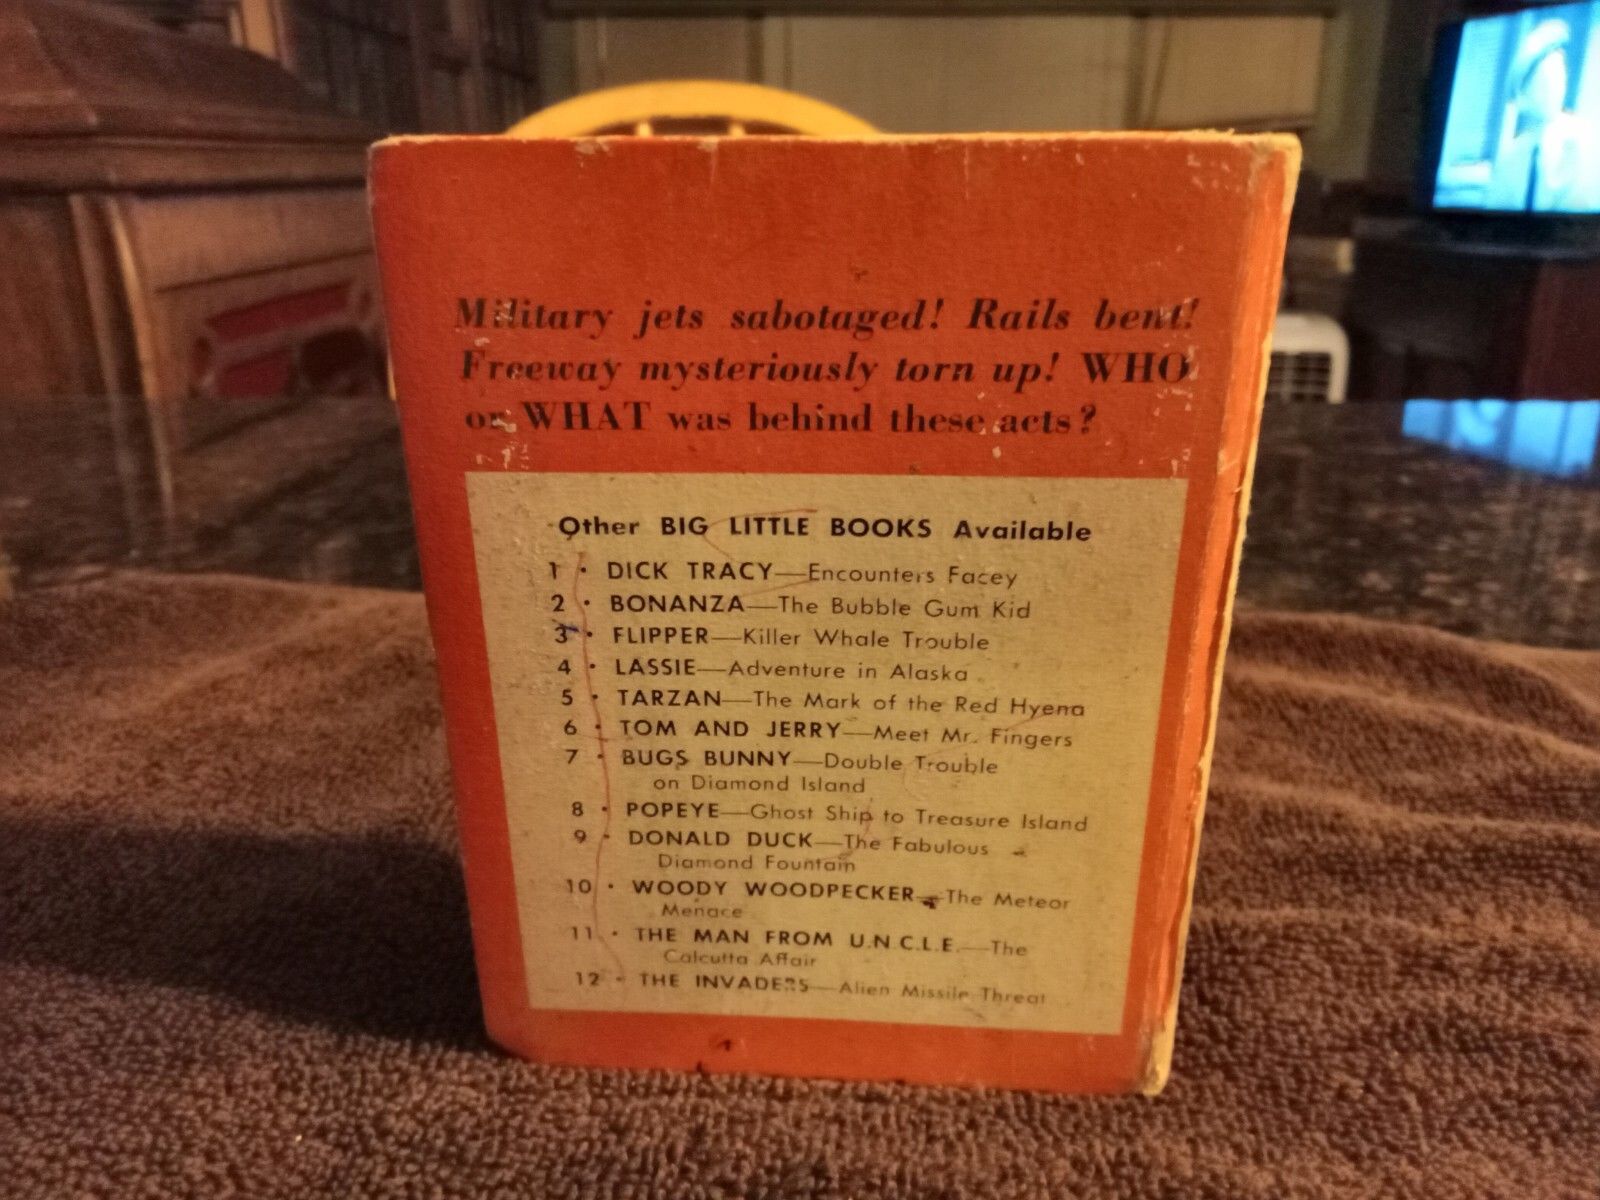 Military jets sabotaged! Rails bent!
Freeway mysteriously torn up! WHO
or WHAT was behind these acts?
Other BIG LITTLE BOOKS Available
1 • DICK TRACY—Encounters Facey
2 • BONANZA—The Bubble Gum Kid
3 • FLIPPER—Killer Whale Trouble
4 • LASSIE—Adventure in Alaska
5 • TARZAN—The Mark of the Red Hyena
6 • TOM AND JERRY—Meet Mr. Fingers
7 • BUGS BUNNY—Double Trouble
on Diamond Island
8 • POPEYE—Ghost Ship to Treasure Island
9 • DONALD DUCK—The Fabulous
Diamond Fountain
10 • WOODY WOODPECKER—The Meteor
Menace
11 • THE MAN FROM U.N.C.L.E.—The
Calcutta Affair
12 • THE INVADERS—Alien Missile Threat